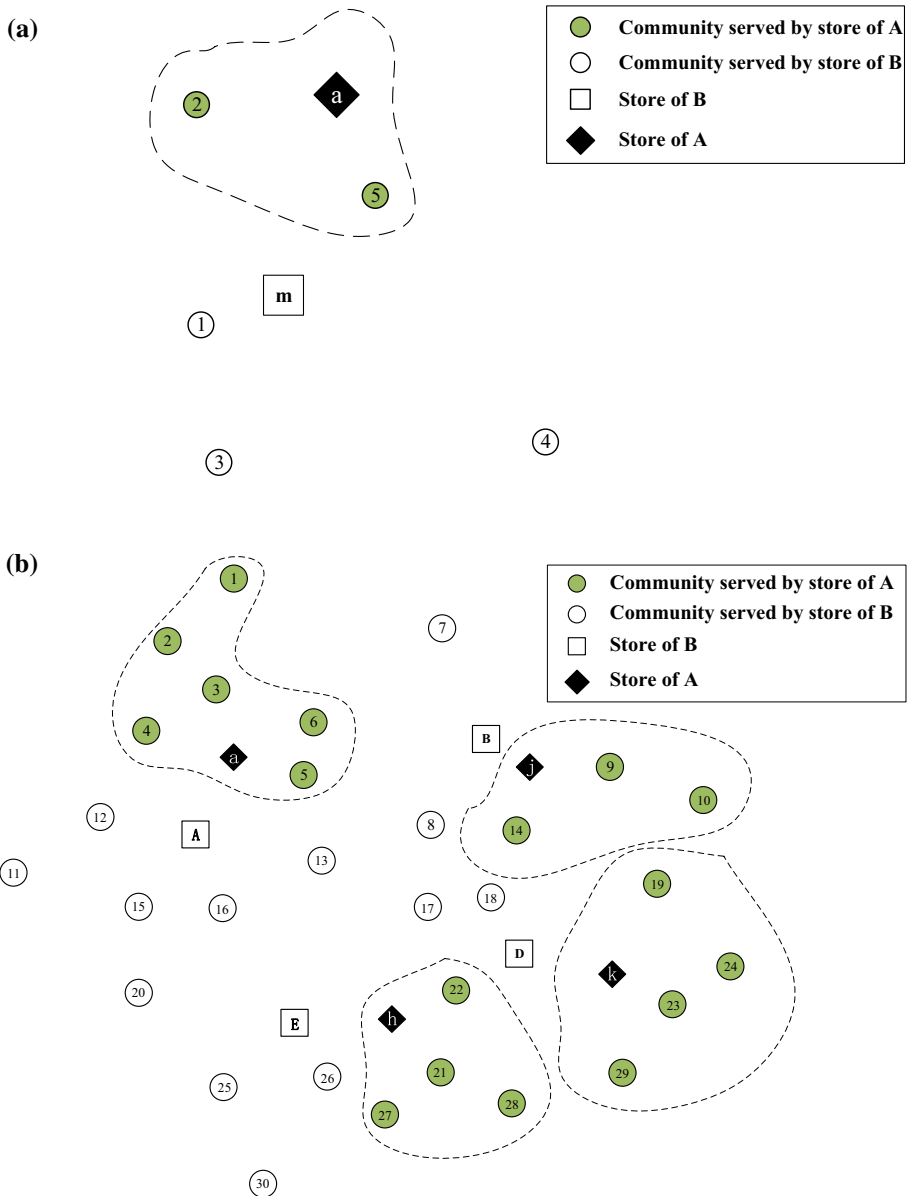 (a)
Community served by store of A
Community served by store of B
Store of B
Store of A
a
2
5
m
1
3
4
(b)
Community served by store of A
Community served by store of B
Store of B
Store of A
1
2
3
4
6
a
5
7
B
j
9
10
14
8
12
A
13
11
15
16
17
18
19
D
k
24
23
29
20
22
h
E
21
26
25
27
28
30